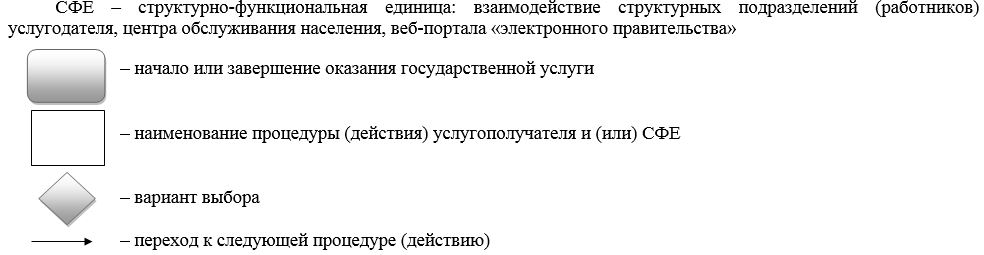 СФЕ – структурно-функциональная единица: взаимодействие структурных подразделений (работников)
услугодателя, центра обслуживания населения, веб-портала «электронного правительства»
– начало или завершение оказания государственной услуги
– наименование процедуры (действия) услугополучателя и (или) СФЕ
– вариант выбора
– переход к следующей процедуре (действию)